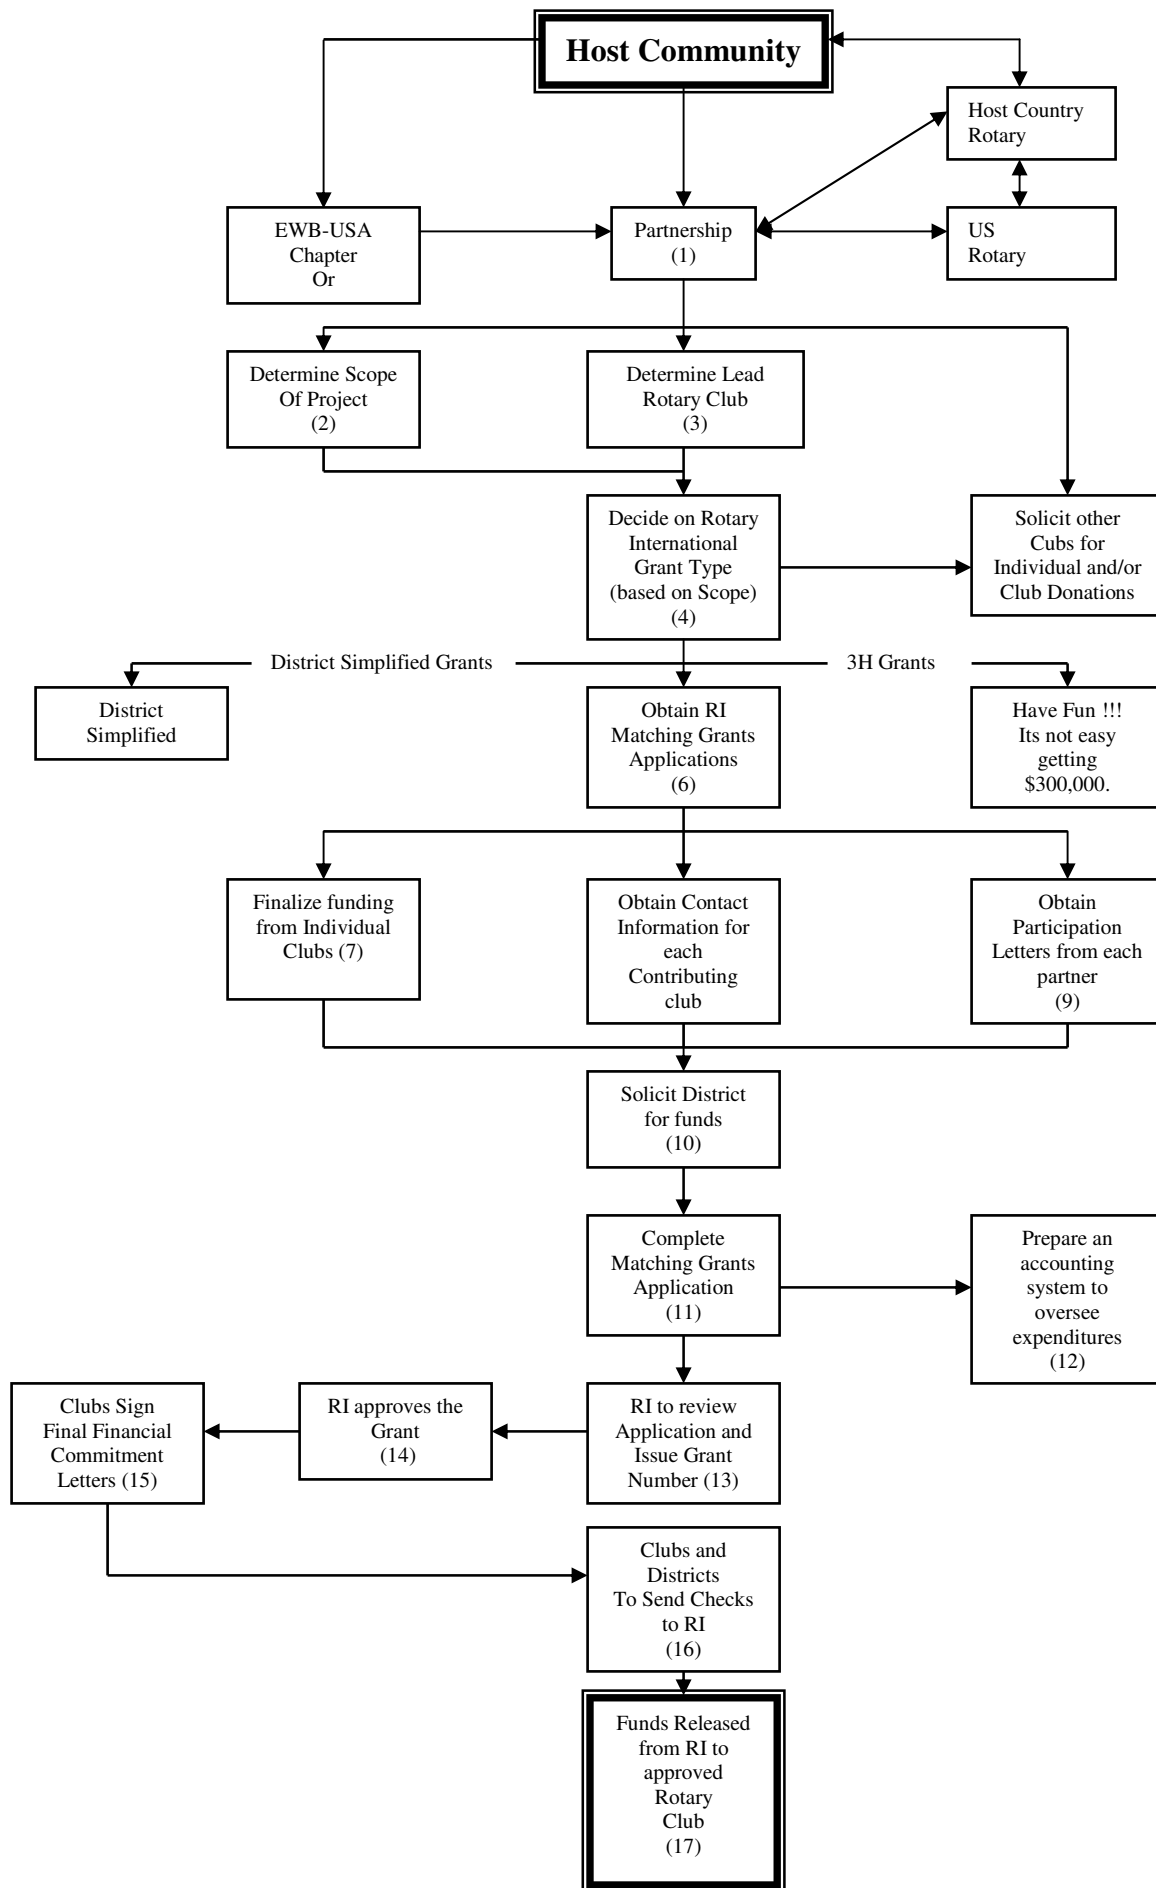 Host Community
Host Country
Rotary
EWB-USA
Chapter
Or
Partnership
(1)
US
Rotary
Determine Scope
Of Project
(2)
Determine Lead
Rotary Club
(3)
Decide on Rotary
International
Grant Type
(based on Scope)
(4)
Solicit other
Cubs for
Individual and/or
Club Donations
District Simplified Grants
3H Grants
District
Simplified
Obtain RI
Matching Grants
Applications
(6)
Have Fun !!!
Its not easy
getting
$300,000.
Finalize funding
from Individual
Clubs (7)
Obtain Contact
Information for
each
Contributing
club
Obtain
Participation
Letters from each
partner
(9)
Solicit District
for funds
(10)
Complete
Matching Grants
Application
(11)
Prepare an
accounting
system to
oversee
expenditures
(12)
Clubs Sign
Final Financial
Commitment
Letters (15)
RI approves the
Grant
(14)
RI to review
Application and
Issue Grant
Number (13)
Clubs and
Districts
To Send Checks
to RI
(16)
Funds Released
from RI to
approved
Rotary
Club
(17)